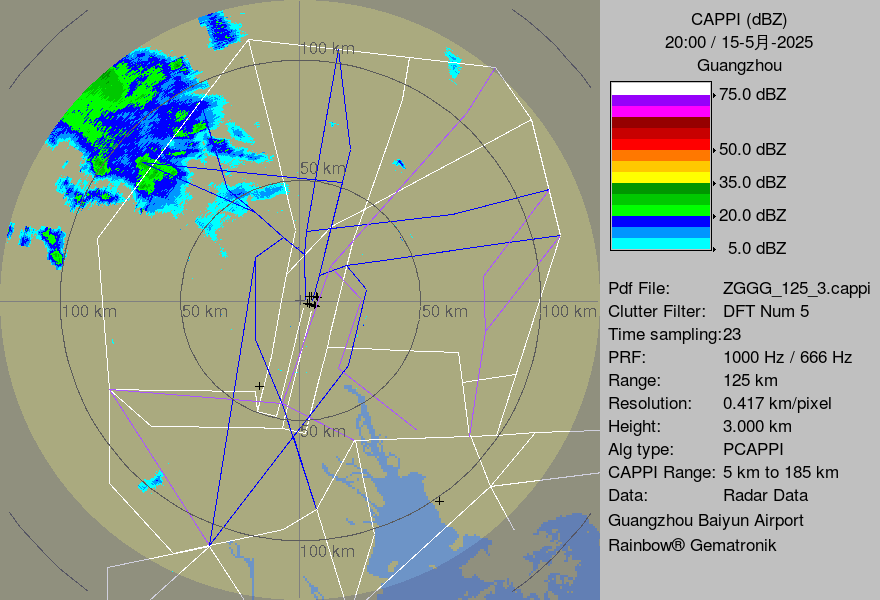 CAPPI (dBZ)
20:00 / 15-5月-2025
Guangzhou
75.0 dBZ
50.0 dBZ
35.0 dBZ
20.0 dBZ
5.0 dBZ
Pdf File: ZGGG_125_3.cappi
Clutter Filter: DFT Num 5
Time sampling:23
PRF: 1000 Hz / 666 Hz
Range: 125 km
Resolution: 0.417 km/pixel
Height: 3.000 km
Alg type: PCAPPI
CAPPI Range: 5 km to 185 km
Data: Radar Data
Guangzhou Baiyun Airport
Rainbow® Gematronik
100 km
50 km
100 km
50 km
50 km
100 km
50 km
100 km